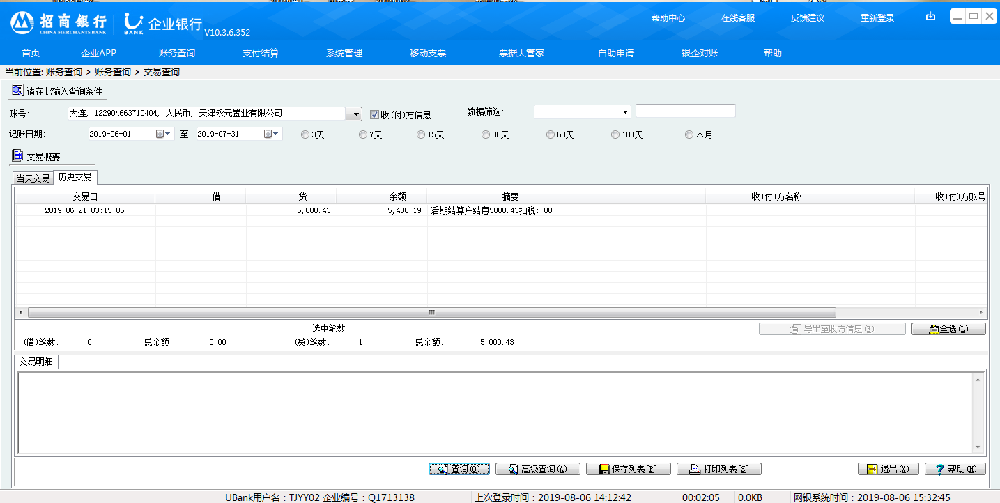 招商银行 CHINA MERCHANTS BANK U BANK 企业银行 V10.3.6.352 帮助中心 在线客服 反馈建议 重新登录
首页 企业APP 账务查询 支付结算 系统管理 移动支票 票据大管家 自助申请 银企对账 帮助
当前位置: 账务查询 > 账务查询 > 交易查询
请在此输入查询条件
账号: 大连, 122904663710404, 人民币, 天津永元置业有限公司 收(付)方信息 数据筛选:
记账日期: 2019-06-01 至 2019-07-31 3天 7天 15天 30天 60天 100天 本月
交易概要
当天交易 历史交易
交易日 借 贷 余额 摘要 收(付)方名称 收(付)方账号
2019-06-21 03:15:06 5,000.43 5,438.19 活期结算户结息5000.43扣税:.00
选中笔数 导出至收方信息(E) 全选(L)
(借)笔数: 0 总金额: 0.00 (贷)笔数: 1 总金额: 5,000.43
交易明细
查询(Q) 高级查询(A) 保存列表[P] 打印列表[S] 退出(X) 帮助(H)
UBank用户名：TJYY02 企业编号：Q1713138 上次登录时间：2019-08-06 14:12:42 00:02:05 0.0KB 网银系统时间：2019-08-06 15:32:45